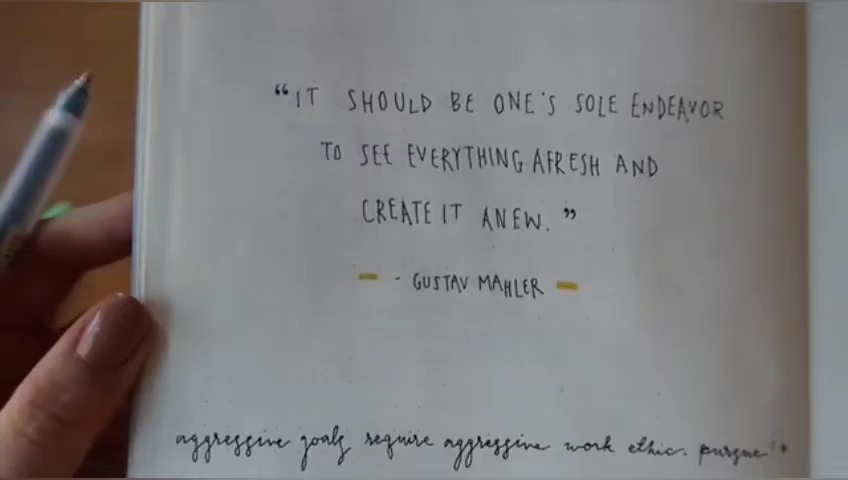 “IT SHOULD BE ONE'S SOLE ENDEAVOR
TO SEE EVERYTHING AFRESH AND
CREATE IT ANEW.”
- GUSTAV MAHLER
aggressive goals require aggressive work ethic. pursue